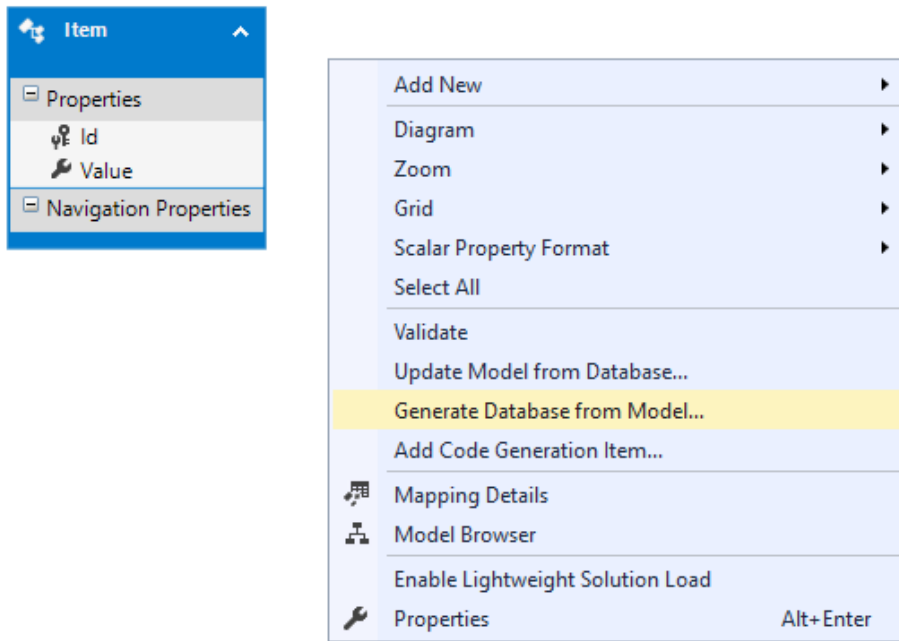 Item
Properties
Id
Value
Navigation Properties
Add New
Diagram
Zoom
Grid
Scalar Property Format
Select All
Validate
Update Model from Database...
Generate Database from Model...
Add Code Generation Item...
Mapping Details
Model Browser
Enable Lightweight Solution Load
Properties Alt+Enter